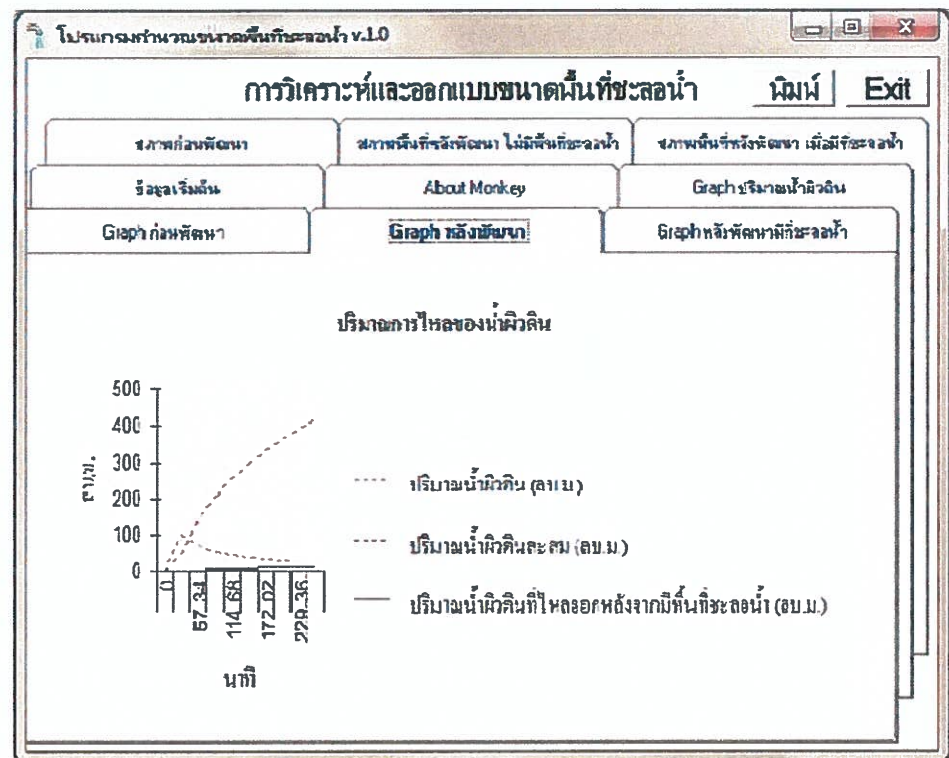 โปรแกรมคำนวณขนาดพื้นที่ชะลอน้ำ v.1.0
การวิเคราะห์และออกแบบขนาดพื้นที่ชะลอน้ำ พิมพ์ Exit
สภาพก่อนพัฒนา สภาพพื้นที่หลังพัฒนา ไม่มีพื้นที่ชะลอน้ำ สภาพพื้นที่หลังพัฒนา เมื่อมีที่ชะลอน้ำ
ข้อมูลเริ่มต้น About Monkey Graph ปริมาณน้ำผิวดิน
Graph ก่อนพัฒนา Graph หลังพัฒนา Graph หลังพัฒนามีที่ชะลอน้ำ
ปริมาณการไหลของน้ำผิวดิน
500
400
300
200
100
0
ลบ.ม.
0 57.34 114.68 172.02 229.36
นาที
ปริมาณน้ำผิวดิน (ลบ.ม.)
ปริมาณน้ำผิวดินสะสม (ลบ.ม.)
ปริมาณน้ำผิวดินที่ไหลออกหลังจากมีพื้นที่ชะลอน้ำ (ลบ.ม.)